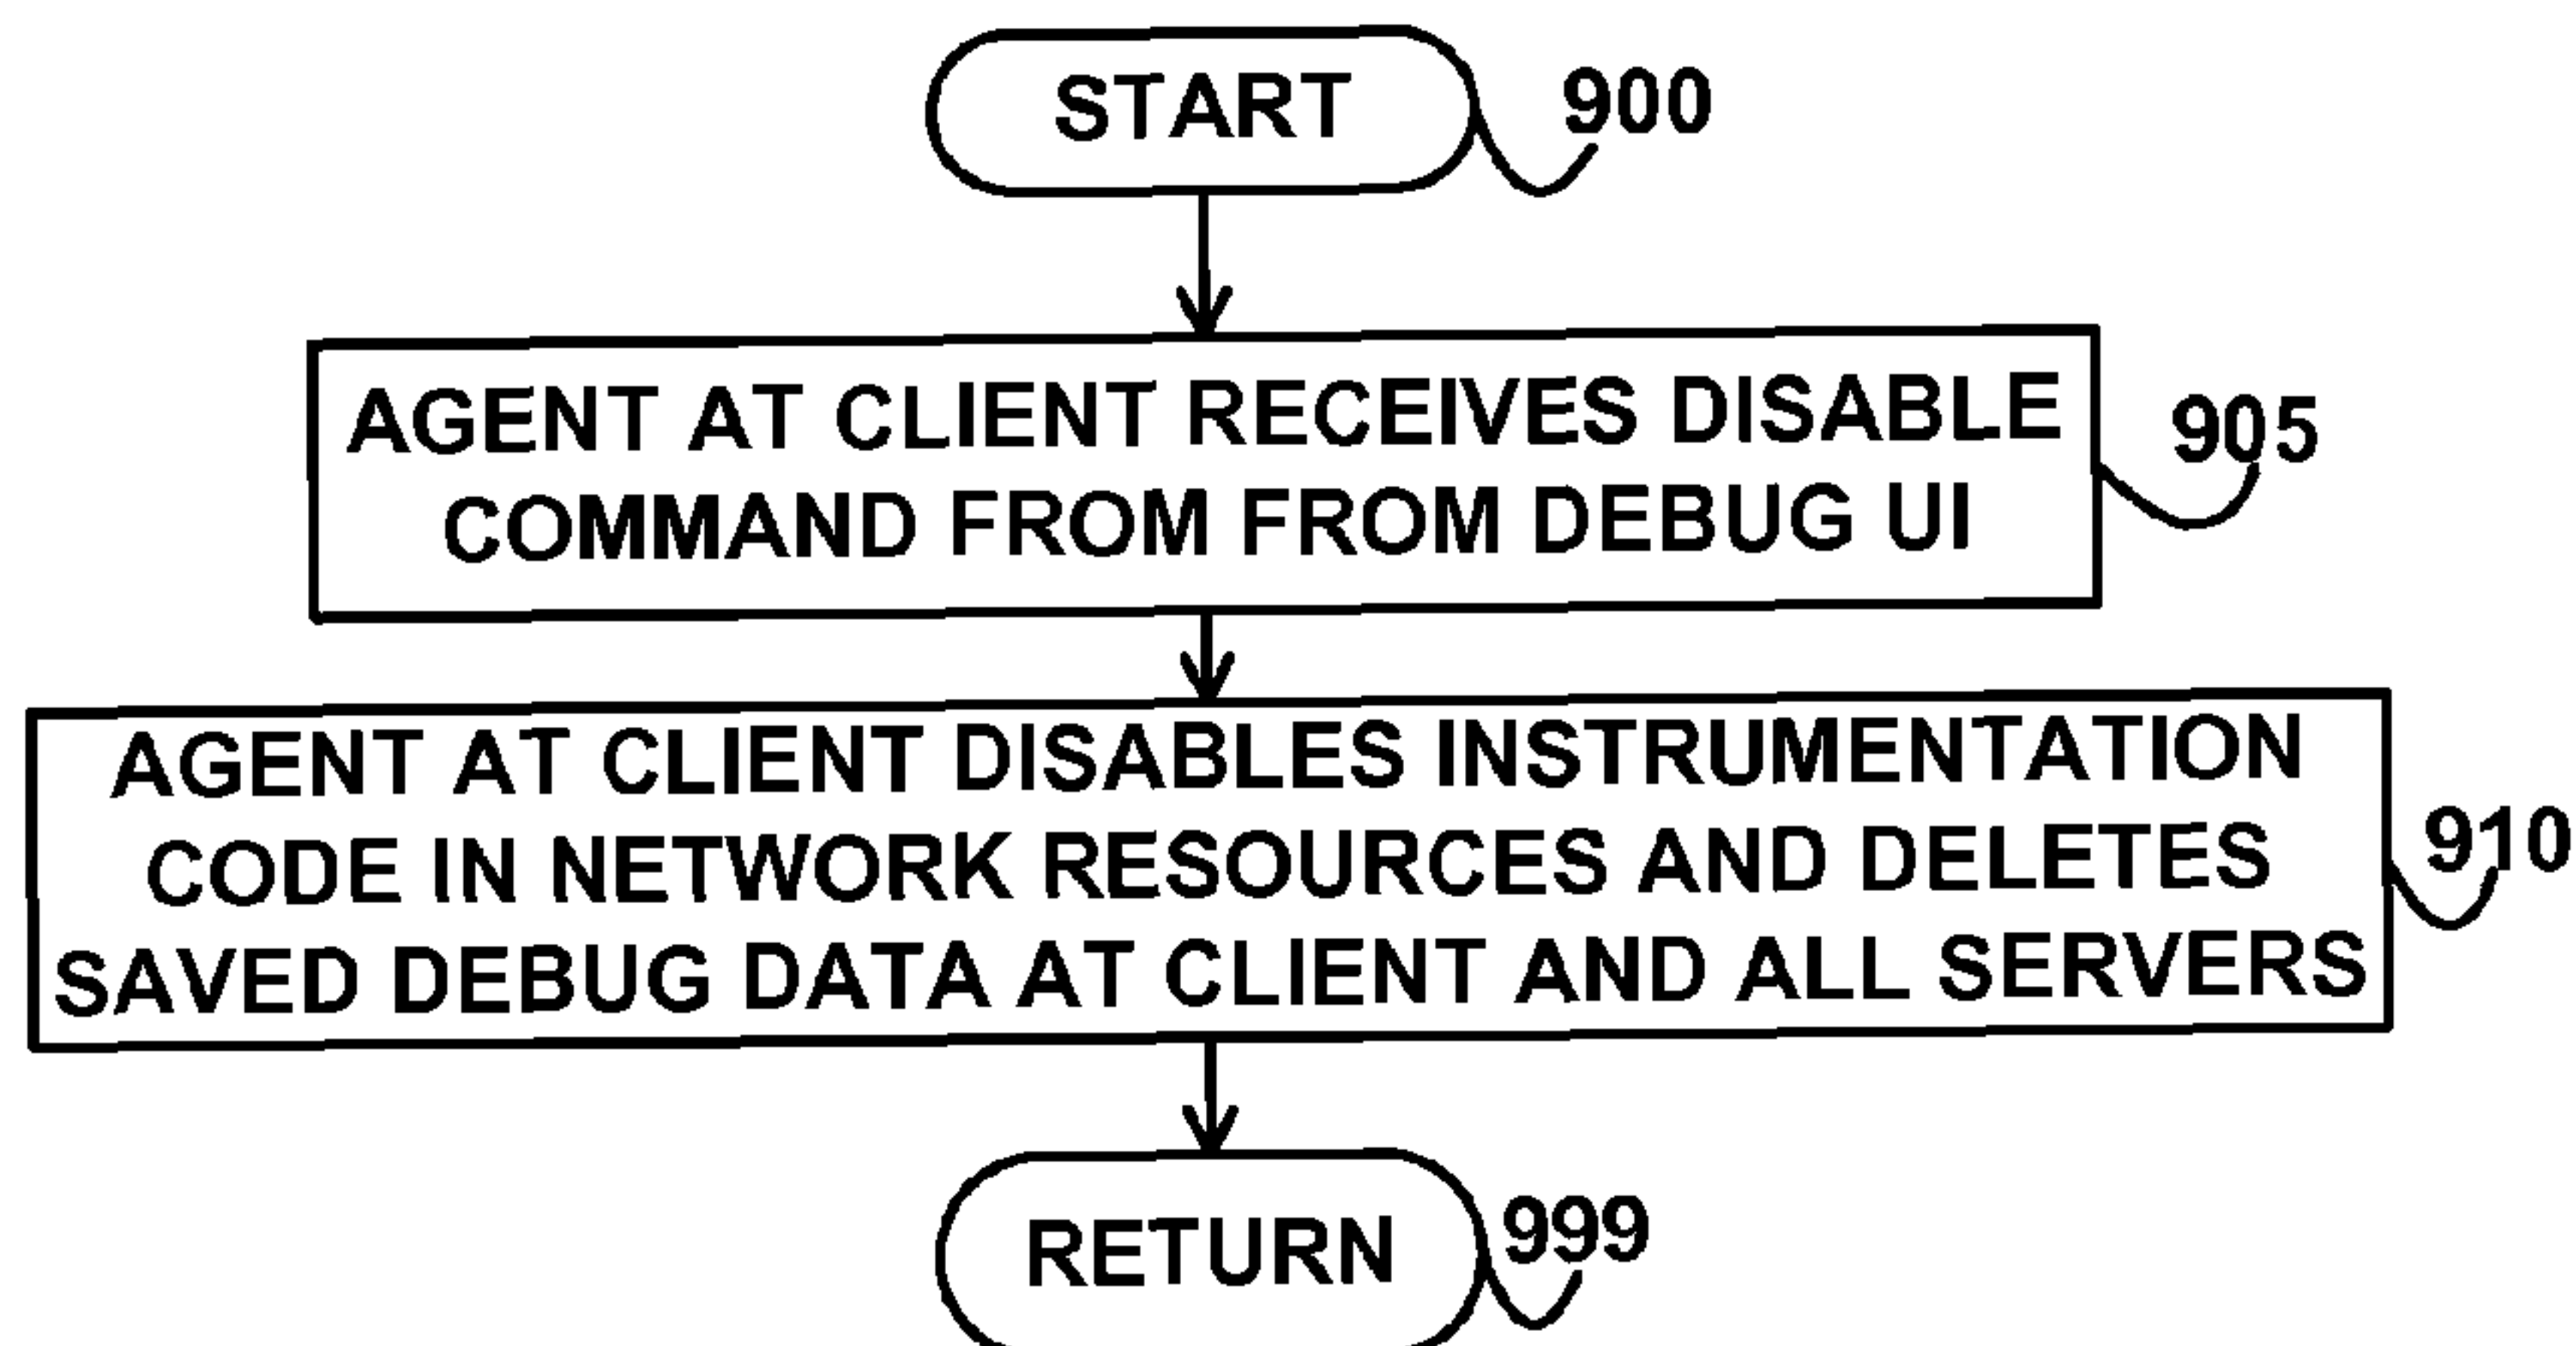 START
900
AGENT AT CLIENT RECEIVES DISABLE
COMMAND FROM FROM DEBUG UI
905
AGENT AT CLIENT DISABLES INSTRUMENTATION
CODE IN NETWORK RESOURCES AND DELETES
SAVED DEBUG DATA AT CLIENT AND ALL SERVERS
910
RETURN
999